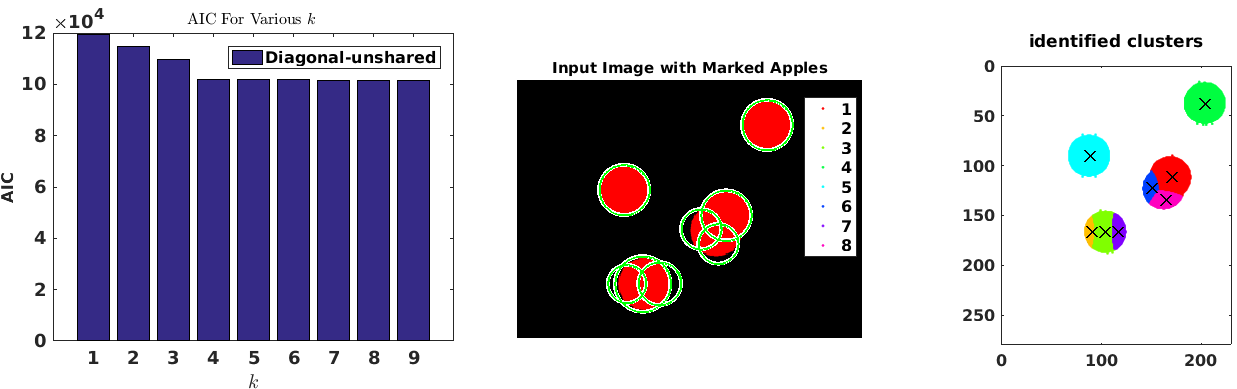 AIC For Various k
×10^4
12
10
8
6
4
2
0
AIC
Diagonal-unshared
1 2 3 4 5 6 7 8 9
k
Input Image with Marked Apples
1
2
3
4
5
6
7
8
identified clusters
0
50
100
150
200
250
0 100 200